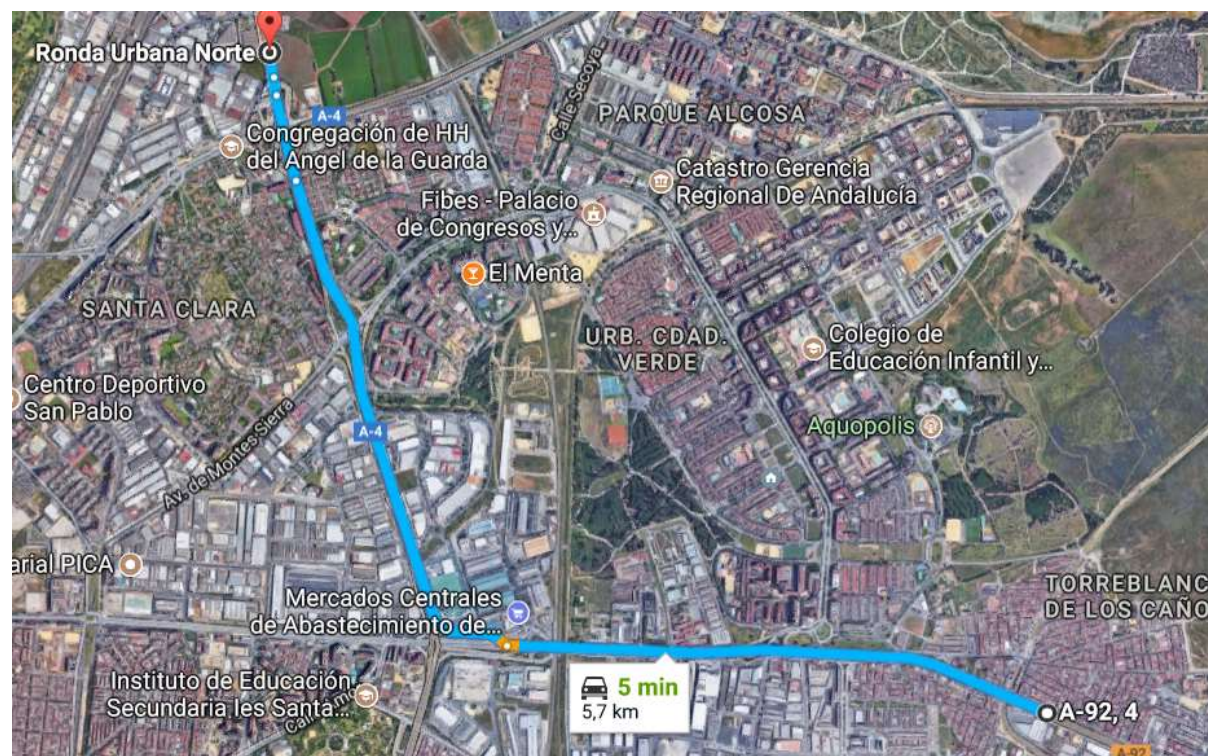 Ronda Urbana Norte
A-4
Congregación de HH
del Angel de la Guarda
Calle Secoya
PARQUE ALCOSA
Catastro Gerencia
Regional De Andalucía
Fibes - Palacio
de Congresos y...
El Menta
SANTA CLARA
URB. CDAD.
VERDE
Colegio de
Educación Infantil y...
Centro Deportivo
San Pablo
Aquopolis
A-4
Av. de Montes Sierra
arial PICA
Mercados Centrales
de Abastecimiento de...
TORREBLANC
DE LOS CAÑO
Instituto de Educación
Secundaria Ies Santa...
5 min
5,7 km
A-92, 4
A-92